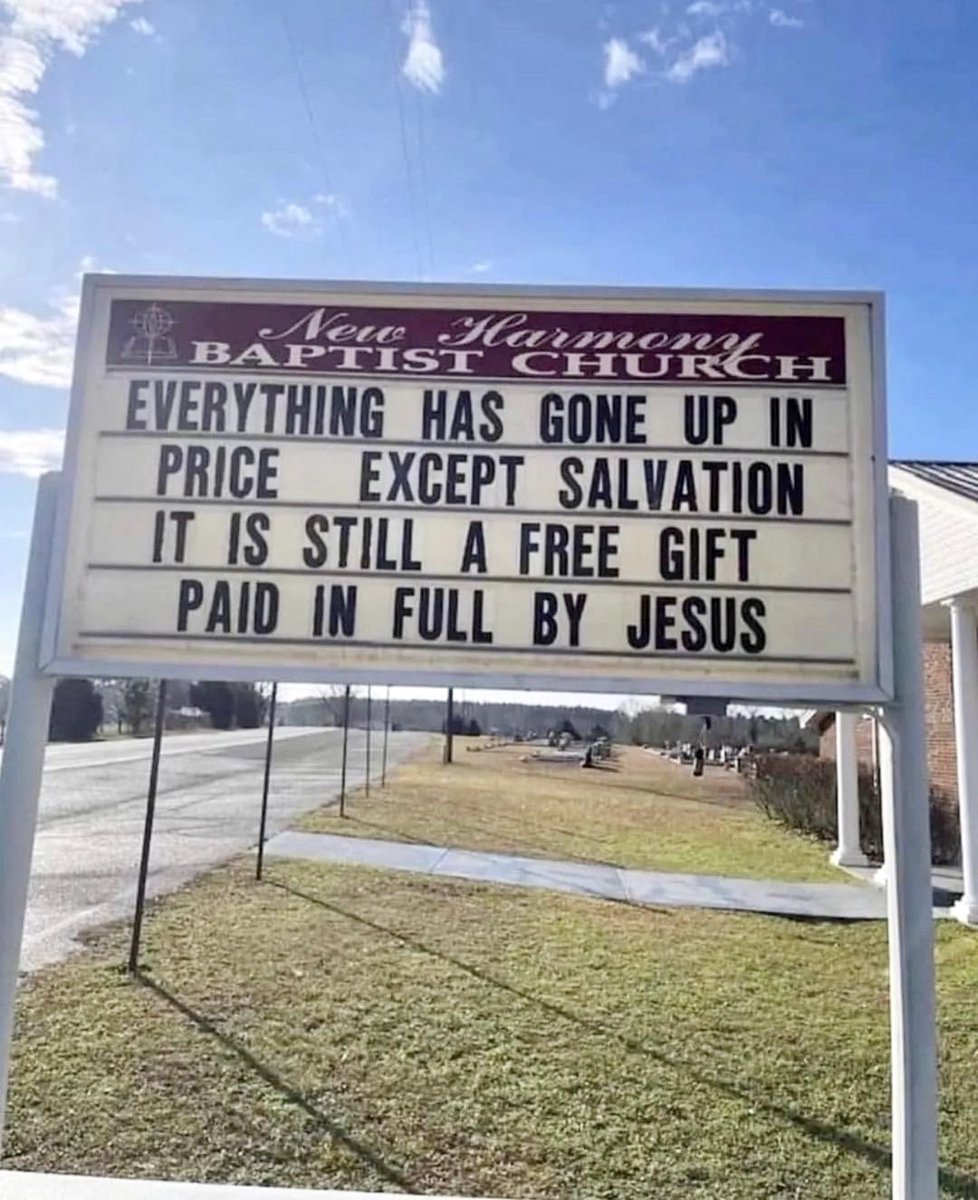 New Harmony
BAPTIST CHURCH
EVERYTHING HAS GONE UP IN
PRICE EXCEPT SALVATION
IT IS STILL A FREE GIFT
PAID IN FULL BY JESUS